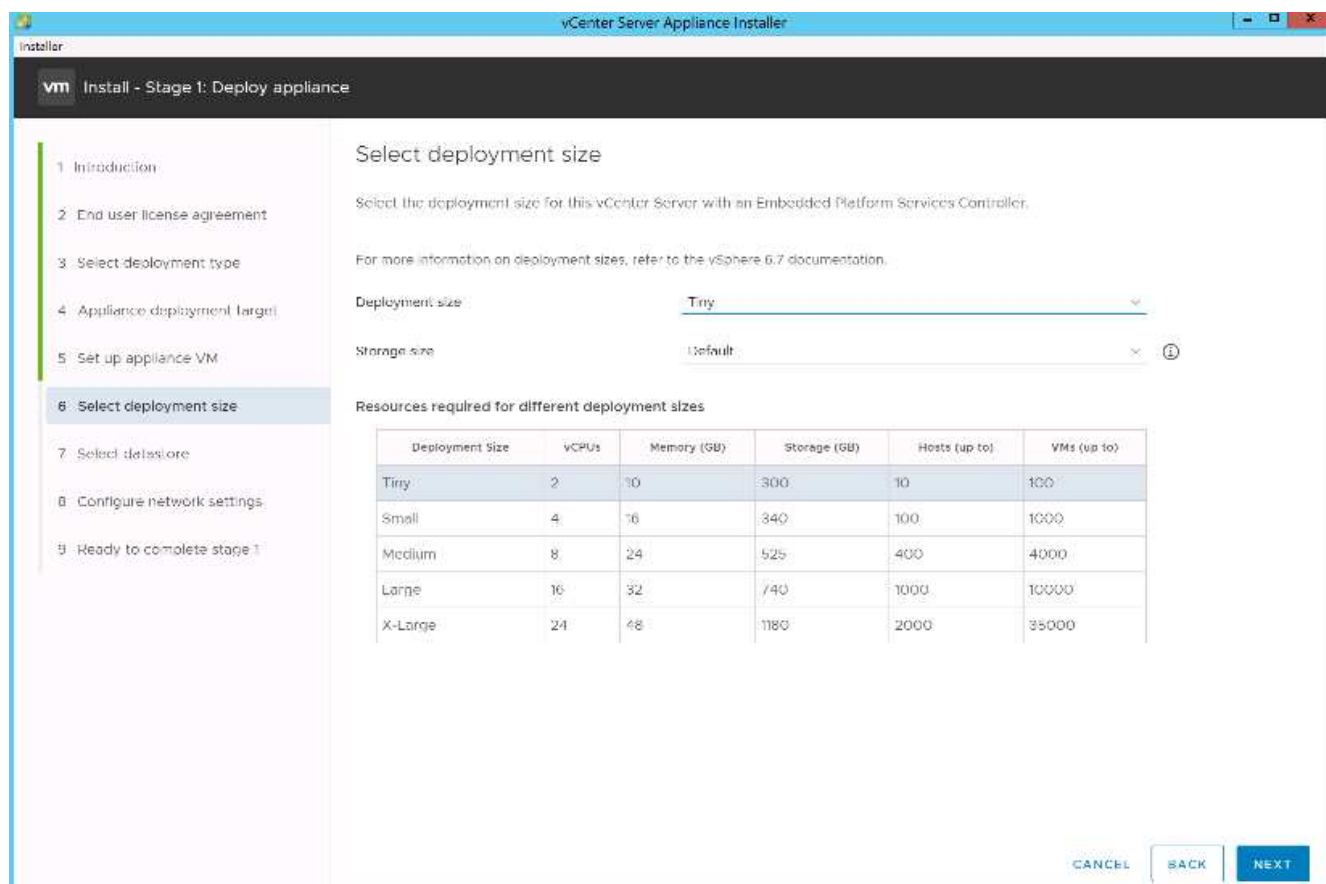 vCenter Server Appliance Installer
Installer
vm Install - Stage 1: Deploy appliance
1 Introduction
2 End user license agreement
3 Select deployment type
4 Appliance deployment target
5 Set up appliance VM
6 Select deployment size
7 Select datastore
8 Configure network settings
9 Ready to complete stage 1
Select deployment size
Select the deployment size for this vCenter Server with an Embedded Platform Services Controller.
For more information on deployment sizes, refer to the vSphere 6.7 documentation.
Deployment size Tiny
Storage size Default
Resources required for different deployment sizes
Deployment Size vCPUs Memory (GB) Storage (GB) Hosts (up to) VMs (up to)
Tiny 2 10 300 10 100
Small 4 16 340 100 1000
Medium 8 24 525 400 4000
Large 16 32 740 1000 10000
X-Large 24 48 1180 2000 35000
CANCEL BACK NEXT